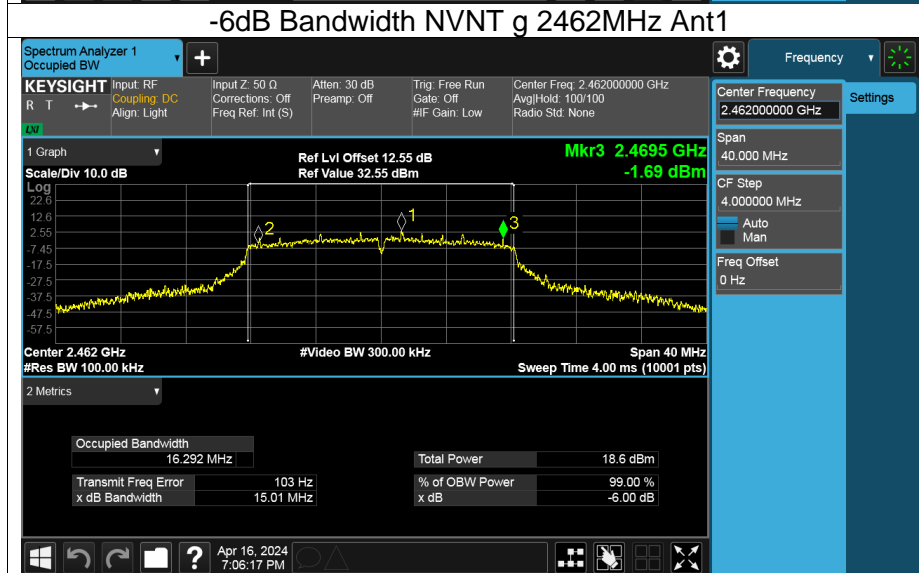 -6dB Bandwidth NVNT g 2462MHz Ant1
Spectrum Analyzer 1
Occupied BW
+
Frequency
KEYSIGHT
R T
LXI
Input: RF
Coupling: DC
Align: Light
Input Z: 50 Ω
Corrections: Off
Freq Ref: Int (S)
Atten: 30 dB
Preamp: Off
Trig: Free Run
Gate: Off
#IF Gain: Low
Center Freq: 2.462000000 GHz
Avg|Hold: 100/100
Radio Std: None
Center Frequency
2.462000000 GHz
Settings
Span
40.000 MHz
CF Step
4.000000 MHz
Auto
Man
Freq Offset
0 Hz
1 Graph
Scale/Div 10.0 dB
Ref Lvl Offset 12.55 dB
Ref Value 32.55 dBm
Mkr3 2.4695 GHz
-1.69 dBm
Log
22.6
12.6
2.55
-7.45
-17.5
-27.5
-37.5
-47.5
-57.5
2
1
3
Center 2.462 GHz
#Video BW 300.00 kHz
Span 40 MHz
#Res BW 100.00 kHz
Sweep Time 4.00 ms (10001 pts)
2 Metrics
Occupied Bandwidth
16.292 MHz
Total Power 18.6 dBm
Transmit Freq Error 103 Hz
% of OBW Power 99.00 %
x dB Bandwidth 15.01 MHz
x dB -6.00 dB
?
Apr 16, 2024
7:06:17 PM